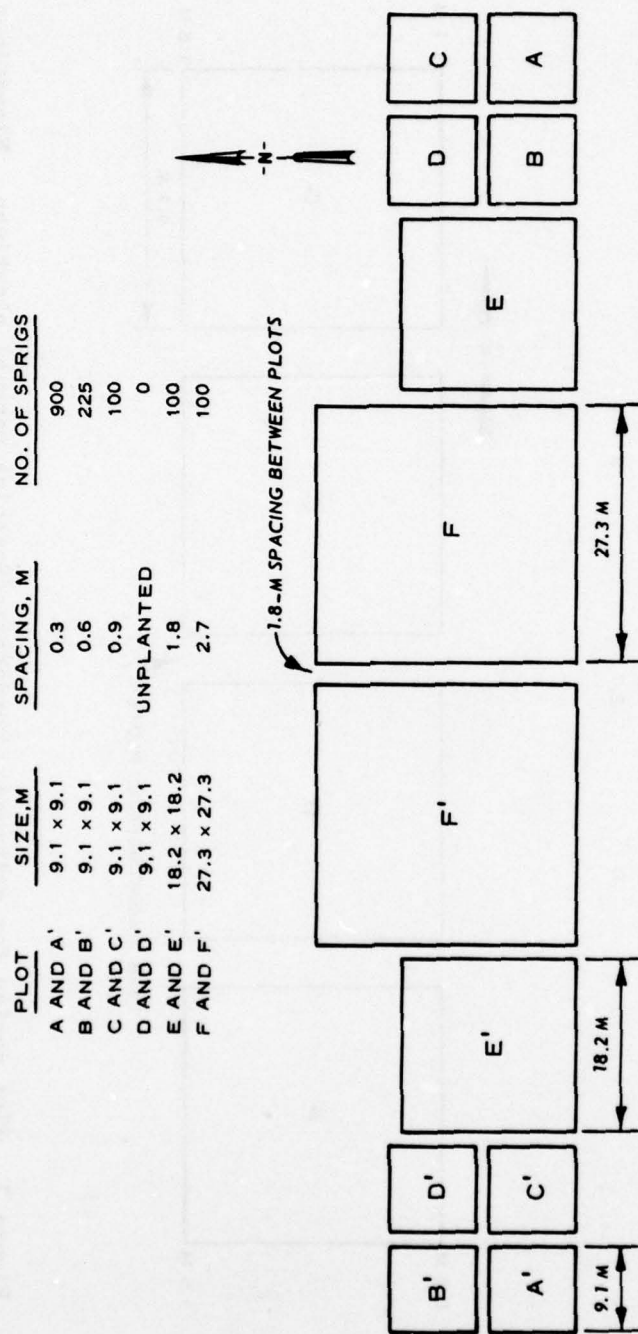 PLOT SIZE,M SPACING, M NO. OF SPRIGS
A AND A' 9.1 × 9.1 0.3 900
B AND B' 9.1 × 9.1 0.6 225
C AND C' 9.1 × 9.1 0.9 100
D AND D' 9.1 × 9.1 UNPLANTED 0
E AND E' 18.2 × 18.2 1.8 100
F AND F' 27.3 × 27.3 2.7 100
-N-
1.8-M SPACING BETWEEN PLOTS
B' D' D C
A' C' E' F' F E B A
9.1 M 18.2 M 27.3 M